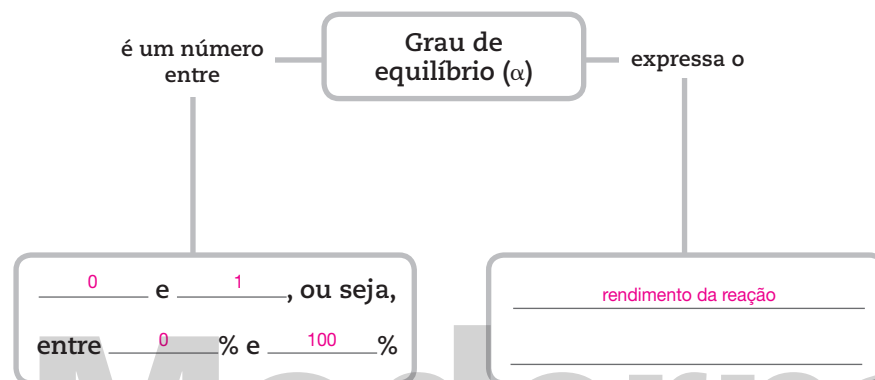 Grau de
equilíbrio (α)
é um número
entre
expressa o
0 e 1, ou seja,
entre 0 % e 100 %
rendimento da reação